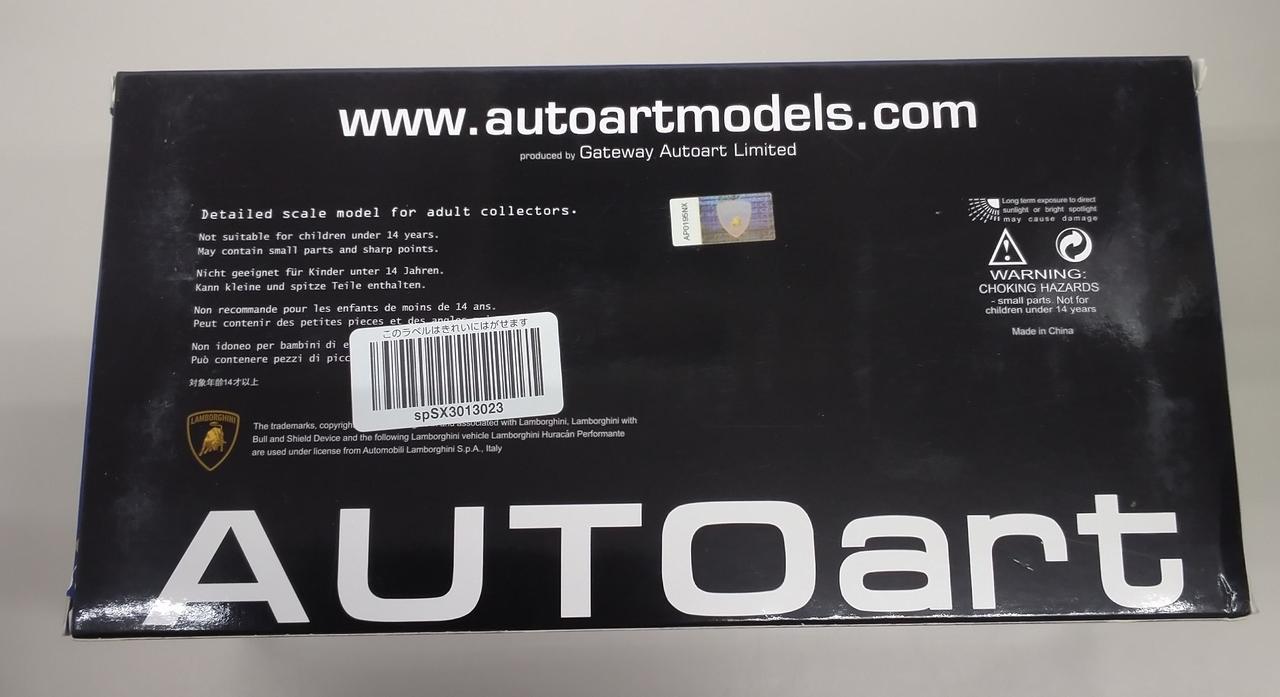 www.autoartmodels.com
produced by Gateway Autoart Limited
Detailed scale model for adult collectors.
Not suitable for children under 14 years.
May contain small parts and sharp points.
Nicht geeignet für Kinder unter 14 Jahren.
Kann kleine und spitze Teile enthalten.
Non recommande pour les enfants de moins de 14 ans.
Peut contenir des petites pieces et des
Non idoneo per bambini di
Può contenere pezzi di
対象年齢14才以上
このラベルはきれいにはがせます
spSX3013023
LAMBORGHINI
The trademarks, and associated with Lamborghini, Lamborghini with
Bull and Shield Device and the following Lamborghini vehicle Lamborghini Huracán Performante
are used under license from Automobili Lamborghini S.p.A., Italy
AP0195NX
Long term exposure to direct
sunlight or bright spotlight
may cause damage
WARNING:
CHOKING HAZARDS
- small parts. Not for
children under 14 years
Made in China
AUTOart